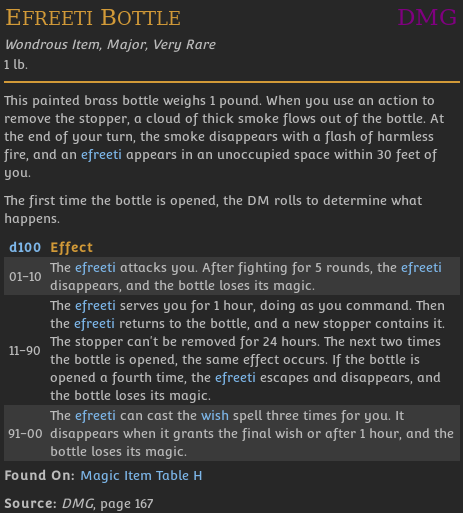 Efreeti Bottle DMG
Wondrous Item, Major, Very Rare
1 lb.
This painted brass bottle weighs 1 pound. When you use an action to
remove the stopper, a cloud of thick smoke flows out of the bottle. At
the end of your turn, the smoke disappears with a flash of harmless
fire, and an efreeti appears in an unoccupied space within 30 feet of
you.
The first time the bottle is opened, the DM rolls to determine what
happens.
d100 Effect
01–10 The efreeti attacks you. After fighting for 5 rounds, the efreeti
disappears, and the bottle loses its magic.
11–90 The efreeti serves you for 1 hour, doing as you command. Then
the efreeti returns to the bottle, and a new stopper contains it.
The stopper can't be removed for 24 hours. The next two times
the bottle is opened, the same effect occurs. If the bottle is
opened a fourth time, the efreeti escapes and disappears, and
the bottle loses its magic.
91–00 The efreeti can cast the wish spell three times for you. It
disappears when it grants the final wish or after 1 hour, and the
bottle loses its magic.
Found On: Magic Item Table H
Source: DMG, page 167